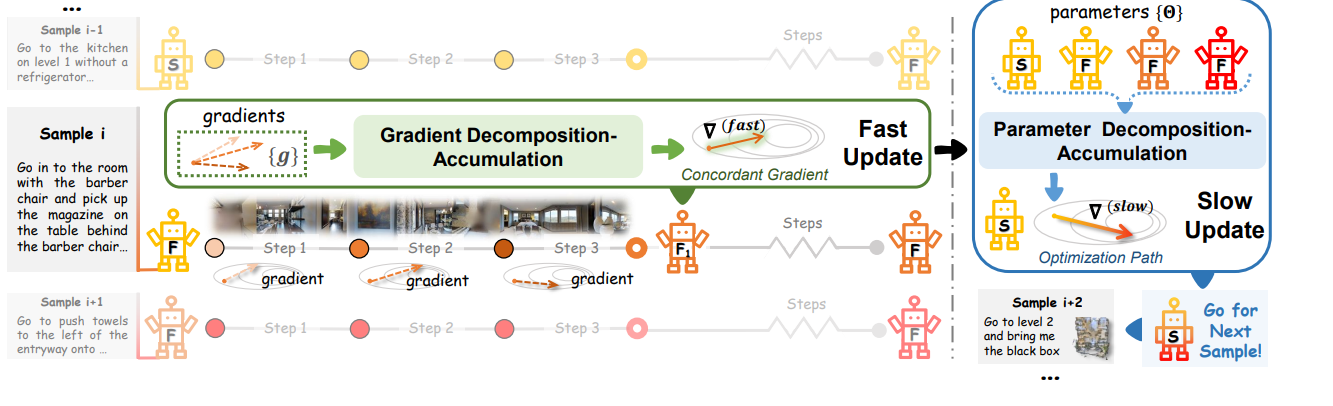 ...
Sample i-1
Go to the kitchen
on level 1 without a
refrigerator...
S
Step 1
Step 2
Step 3
Steps
F
Sample i
Go in to the room
with the barber
chair and pick up
the magazine on
the table behind
the barber chair...
gradients
{g}
Gradient Decomposition-
Accumulation
∇ (fast)
Concordant Gradient
Fast
Update
F
Step 1
Step 2
Step 3
F₁
Steps
F
gradient
gradient
gradient
Sample i+1
Go to push towels
to the left of the
entryway onto ...
F
Step 1
Step 2
Step 3
Steps
F
parameters {Θ}
S
F
F
F
Parameter Decomposition-
Accumulation
S
∇ (slow)
Optimization Path
Slow
Update
Sample i+2
Go to level 2
and bring me
the black box
S
Go for
Next
Sample!
...